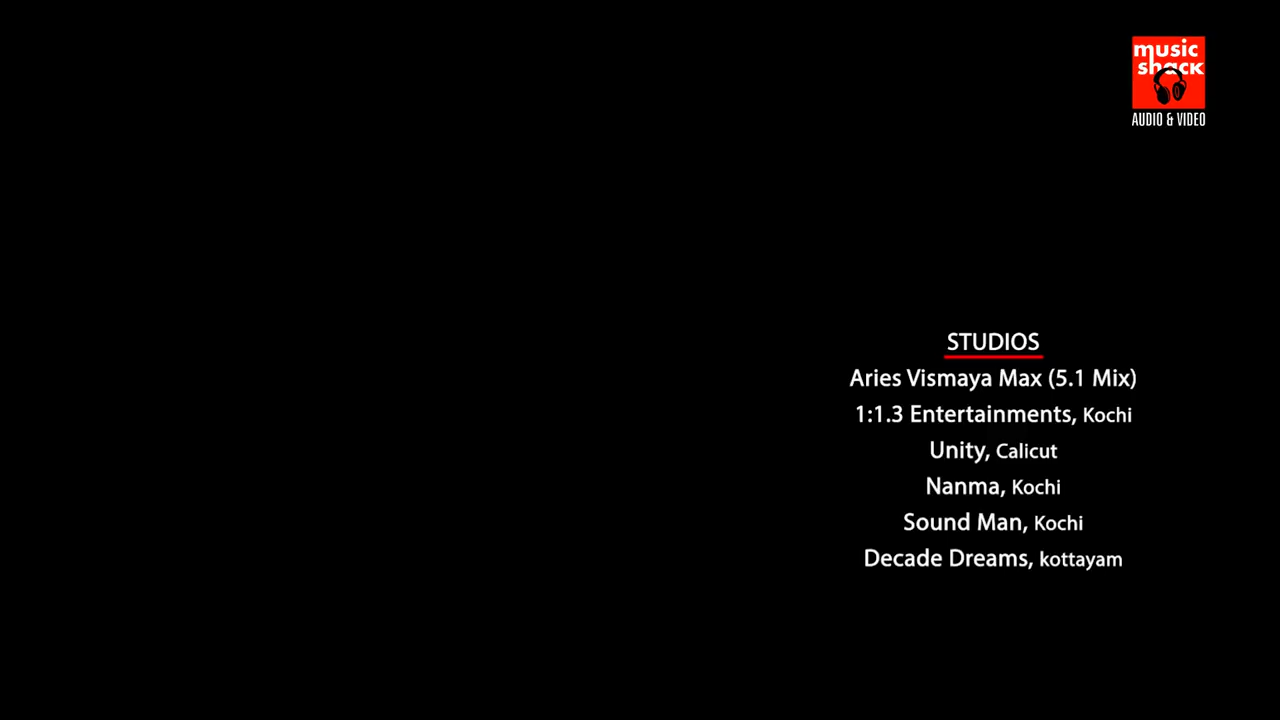 music
shack
AUDIO & VIDEO
STUDIOS
Aries Vismaya Max (5.1 Mix)
1:1.3 Entertainments, Kochi
Unity, Calicut
Nanma, Kochi
Sound Man, Kochi
Decade Dreams, kottayam